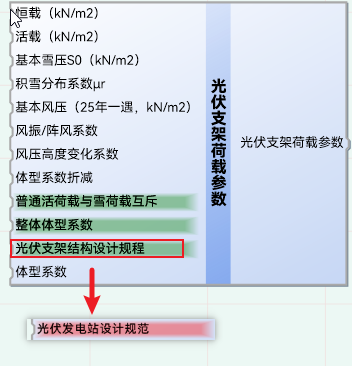 恒载（kN/m2）
活载（kN/m2）
基本雪压S0（kN/m2）
积雪分布系数μr
基本风压（25年一遇，kN/m2）
风振/阵风系数
风压高度变化系数
体型系数折减
普通活荷载与雪荷载互斥
整体体型系数
光伏支架结构设计规程
体型系数
光伏支架荷载参数
光伏支架荷载参数
光伏发电站设计规范